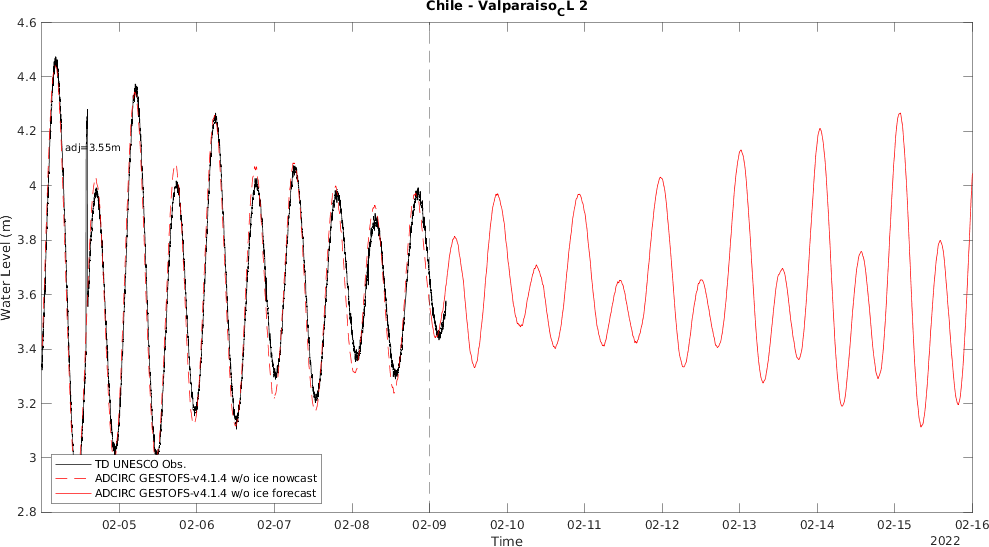 Chile - Valparaiso_CL 2
4.6
4.4
4.2
adj=3.55m
4
3.8
Water Level (m)
3.6
3.4
3.2
3
TD UNESCO Obs.
ADCIRC GESTOFS-v4.1.4 w/o ice nowcast
ADCIRC GESTOFS-v4.1.4 w/o ice forecast
2.8
02-05 02-06 02-07 02-08 02-09 02-10 02-11 02-12 02-13 02-14 02-15 02-16
Time
2022